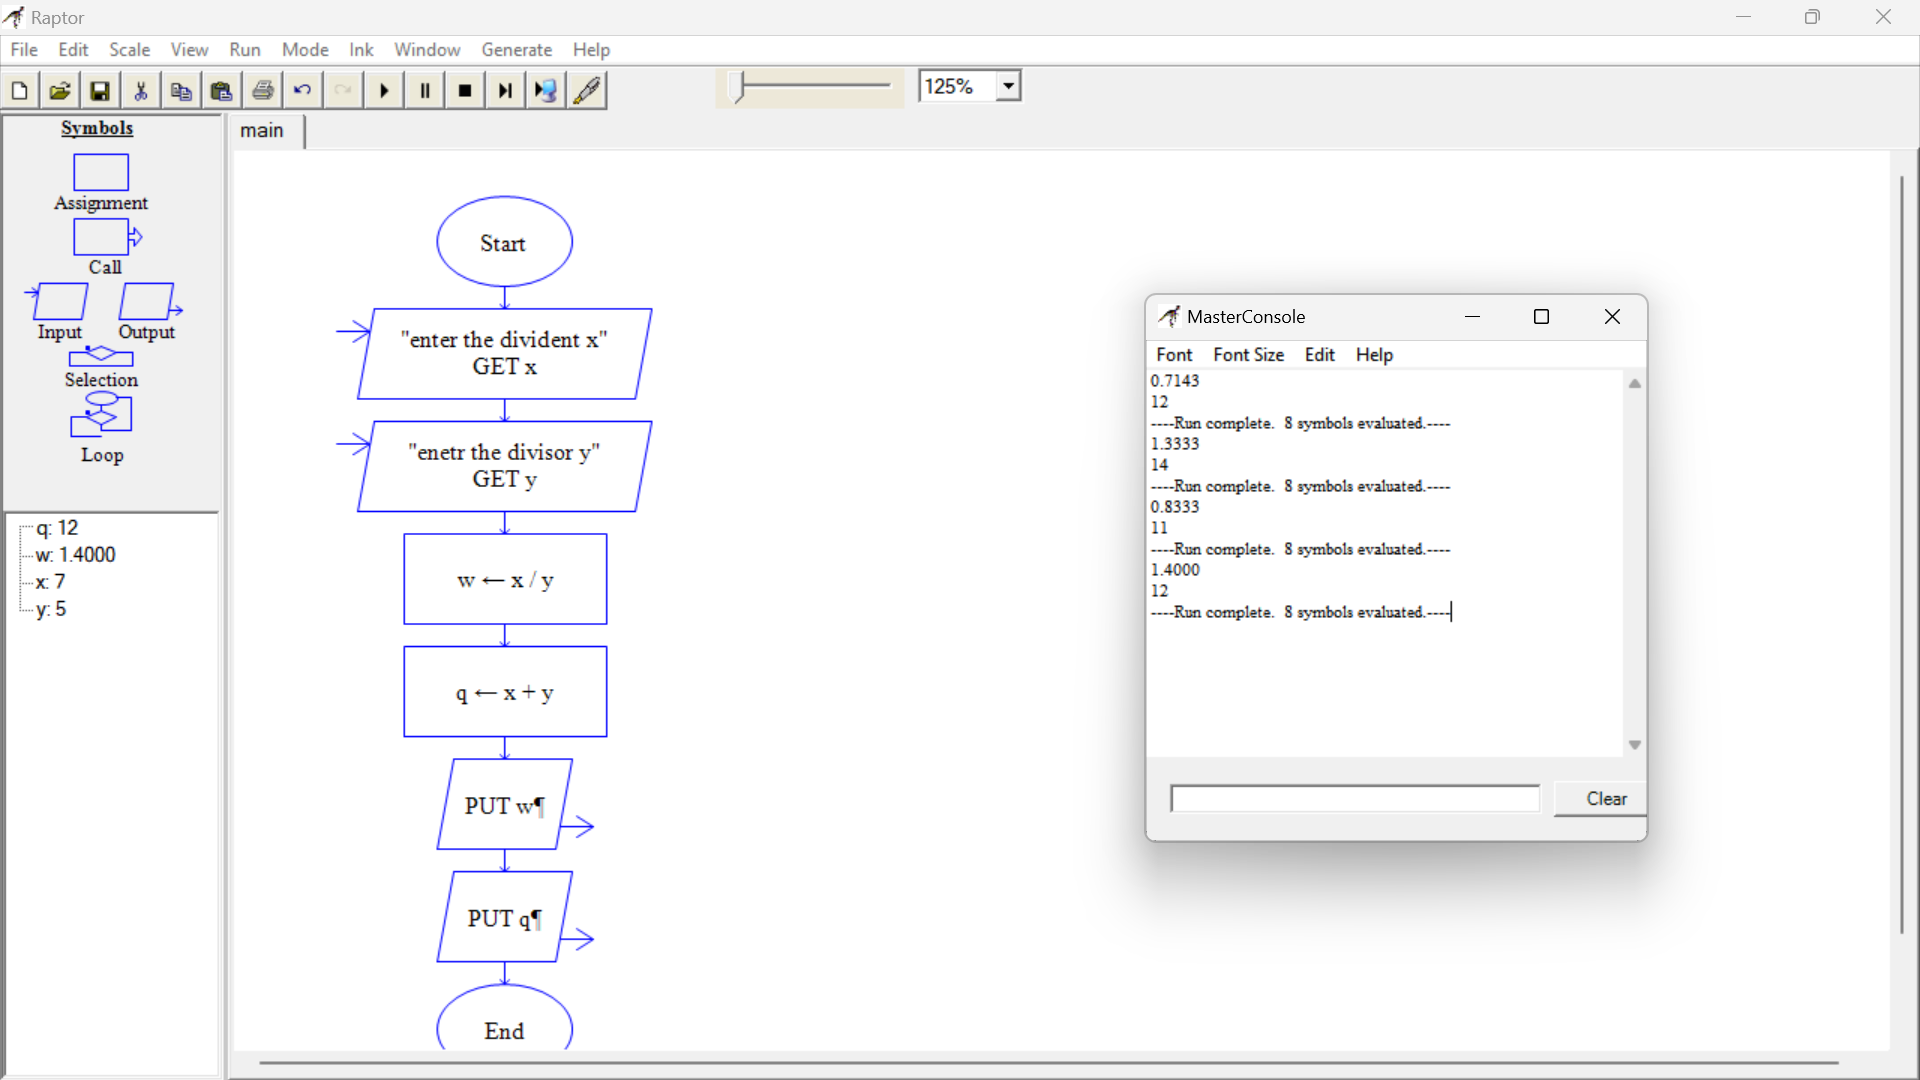 Raptor
File Edit Scale View Run Mode Ink Window Generate Help
125%
Symbols
Assignment
Call
Input Output
Selection
Loop
q: 12
w: 1.4000
x: 7
y: 5
main
Start
"enter the divident x"
GET x
"enetr the divisor y"
GET y
w ← x / y
q ← x + y
PUT w¶
PUT q¶
End
MasterConsole
Font Font Size Edit Help
0.7143
12
----Run complete.  8 symbols evaluated.----
1.3333
14
----Run complete.  8 symbols evaluated.----
0.8333
11
----Run complete.  8 symbols evaluated.----
1.4000
12
----Run complete.  8 symbols evaluated.----
Clear